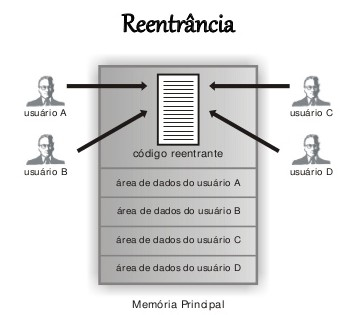 Reentrância
usuário A
usuário C
usuário B
usuário D
código reentrante
área de dados do usuário A
área de dados do usuário B
área de dados do usuário C
área de dados do usuário D
Memória Principal